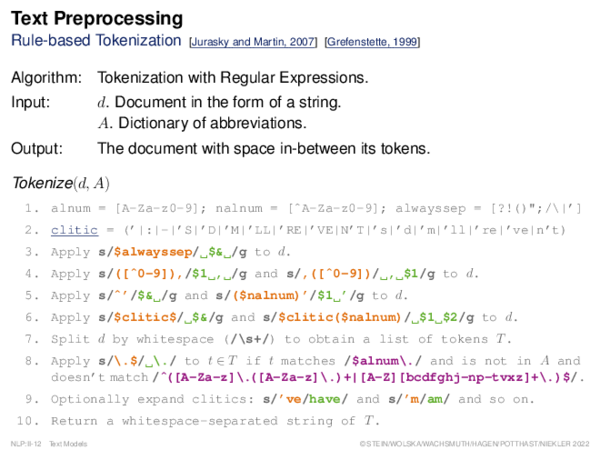 Text Preprocessing
Rule-based Tokenization [Jurasky and Martin, 2007] [Grefenstette, 1999]
Algorithm: Tokenization with Regular Expressions.
Input: d. Document in the form of a string.
A. Dictionary of abbreviations.
Output: The document with space in-between its tokens.
Tokenize(d, A)
1. alnum = [A-Za-z0-9]; nalnum = [^A-Za-z0-9]; alwayssep = [?!()";/\|']
2. clitic = ('|:|-|'S|'D|'M|'LL|'RE|'VE|N'T|'s|'d|'m|'ll|'re|'ve|n't)
3. Apply s/$alwayssep/␣$&␣/g to d.
4. Apply s/([^0-9]),/$1␣,␣/g and s/,([^0-9])/␣,␣$1/g to d.
5. Apply s/^'/$&␣/g and s/($nalnum)'/$1␣'/g to d.
6. Apply s/$clitic$/␣$&/g and s/$clitic($nalnum)/␣$1␣$2/g to d.
7. Split d by whitespace (/\s+/) to obtain a list of tokens T.
8. Apply s/\.$/␣\./ to t∈T if t matches /$alnum\./ and is not in A and
doesn't match /^([A-Za-z]\.([A-Za-z]\.)+|[A-Z][bcdfghj-np-tvxz]+\.)$/.
9. Optionally expand clitics: s/'ve/have/ and s/'m/am/ and so on.
10. Return a whitespace-separated string of T.
NLP:II-12 Text Models ©STEIN/WOLSKA/WACHSMUTH/HAGEN/POTTHAST/NIEKLER 2022